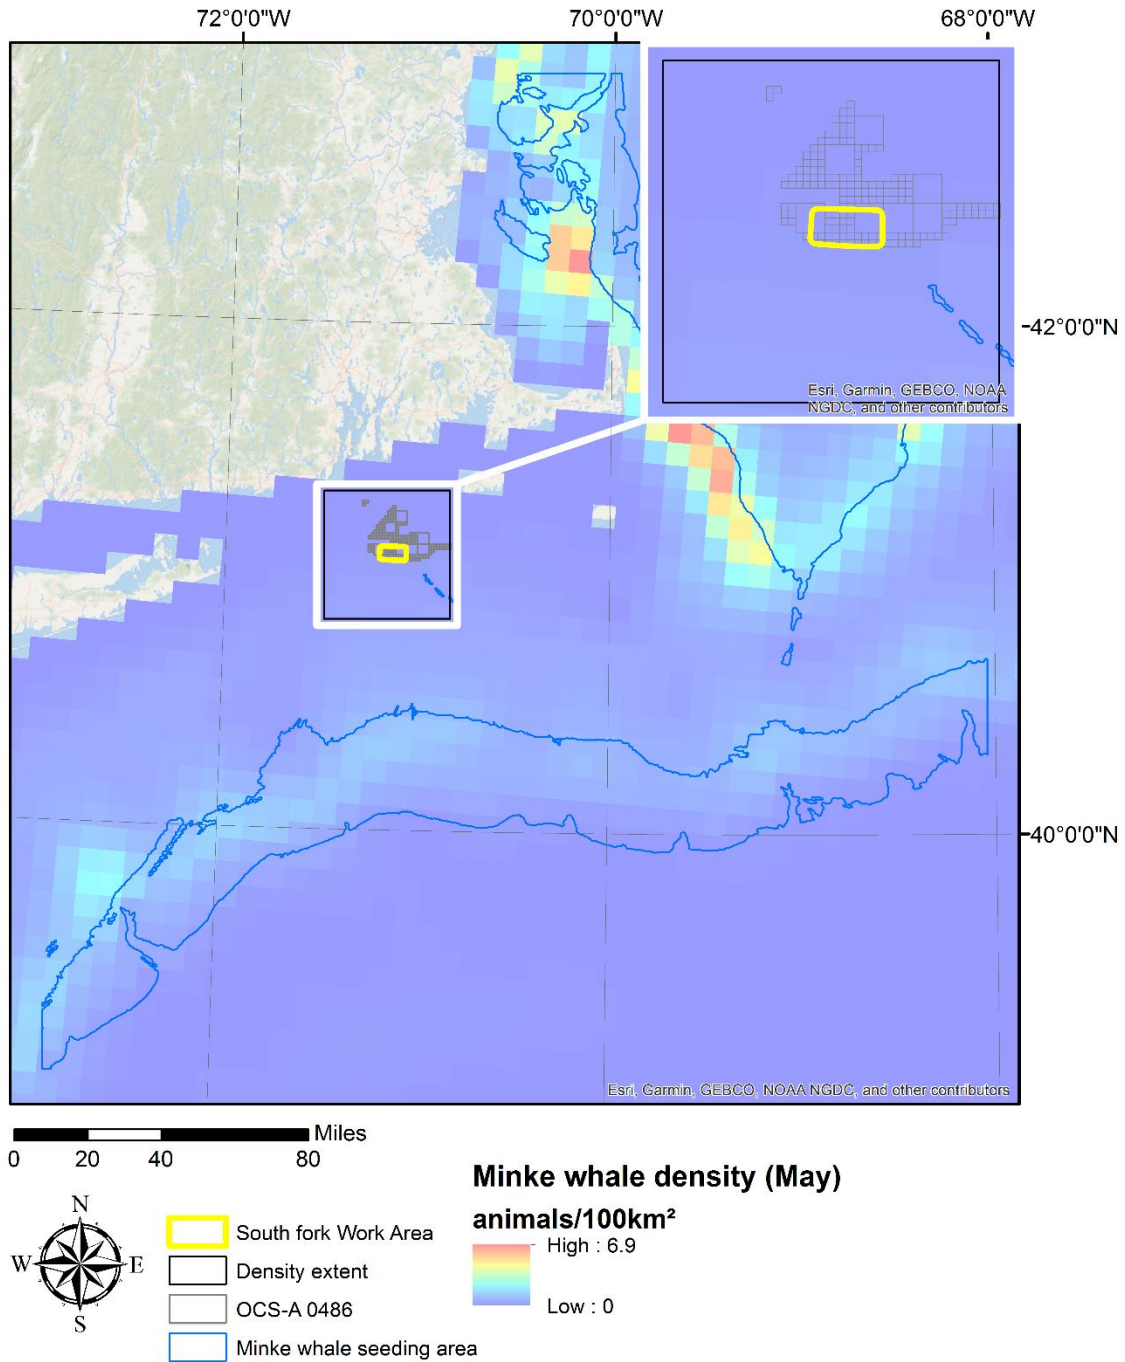 72°0'0"W 70°0'0"W 68°0'0"W
42°0'0"N
Esri, Garmin, GEBCO, NOAA
NGDC, and other contributors
40°0'0"N
Esri, Garmin, GEBCO, NOAA NGDC, and other contributors
Miles
0 20 40 80
Minke whale density (May)
animals/100km²
High : 6.9
Low : 0
N
W E
S
South fork Work Area
Density extent
OCS-A 0486
Minke whale seeding area